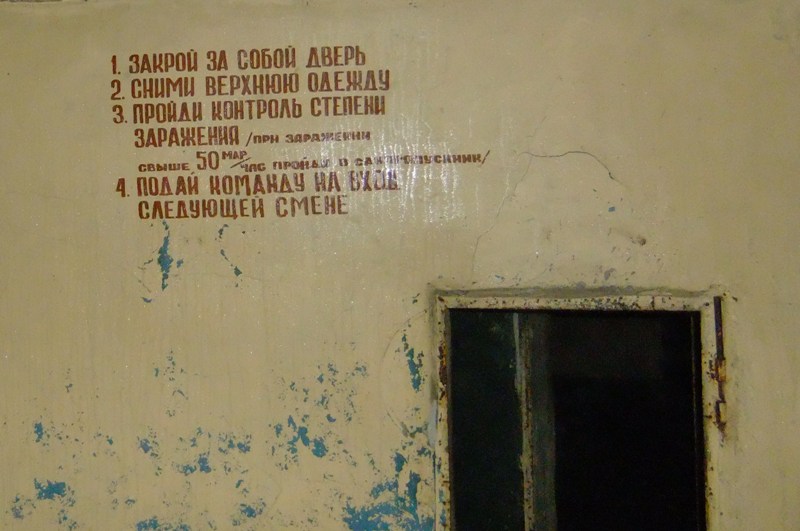 1. ЗАКРОЙ ЗА СОБОЙ ДВЕРЬ
2. СНИМИ ВЕРХНЮЮ ОДЕЖДУ
3. ПРОЙДИ КОНТРОЛЬ СТЕПЕНИ
ЗАРАЖЕНИЯ /ПРИ ЗАРАЖЕНИИ
СВЫШЕ 50 МДР/ЧАС ПРОЙДИ В САНПРОПУСКНИК/
4. ПОДАЙ КОМАНДУ НА ВХОД
СЛЕДУЮЩЕЙ СМЕНЕ